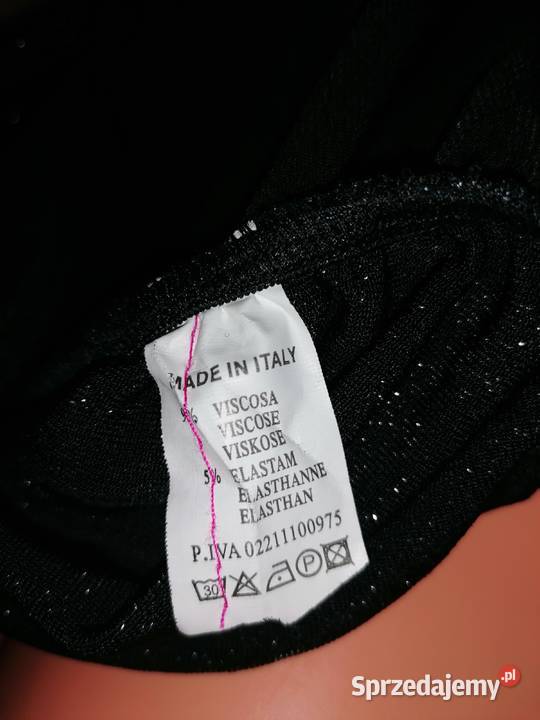 MADE IN ITALY
% VISCOSA
VISCOSE
VISKOSE
5% ELASTAM
ELASTHANNE
ELASTHAN
P.IVA 02211100975
30 P
Sprzedajemy.pl